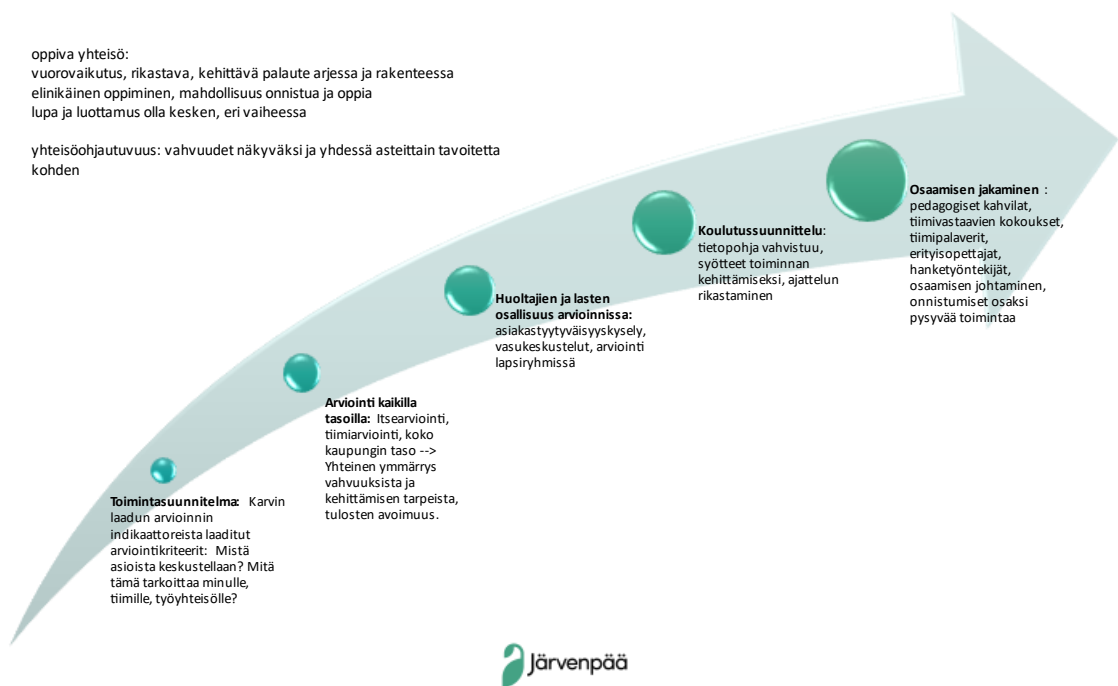 oppiva yhteisö:
vuorovaikutus, rikastava, kehittävä palaute arjessa ja rakenteessa
elinikäinen oppiminen, mahdollisuus onnistua ja oppia
lupa ja luottamus olla kesken, eri vaiheessa
yhteisöohjautuvuus: vahvuudet näkyväksi ja yhdessä asteittain tavoitetta
kohden
Toimintasuunnitelma: Karvin
laadun arvioinnin
indikaattoreista laaditut
arviointikriteerit: Mistä
asioista keskustellaan? Mitä
tämä tarkoittaa minulle,
tiimille, työyhteisölle?
Arviointi kaikilla
tasoilla: Itsearviointi,
tiimiarviointi, koko
kaupungin taso -->
Yhteinen ymmärrys
vahvuuksista ja
kehittämisen tarpeista,
tulosten avoimuus.
Huoltajien ja lasten
osallisuus arvioinnissa:
asiakastyytyväisyyskysely,
vasukeskustelut, arviointi
lapsiryhmissä
Koulutussuunnittelu:
tietopohja vahvistuu,
syötteet toiminnan
kehittämiseksi, ajattelun
rikastaminen
Osaamisen jakaminen :
pedagogiset kahvilat,
tiimivastaavien kokoukset,
tiimipalaverit,
erityisopettajat,
hanketyöntekijät,
osaamisen johtaminen,
onnistumiset osaksi
pysyvää toimintaa
Järvenpää